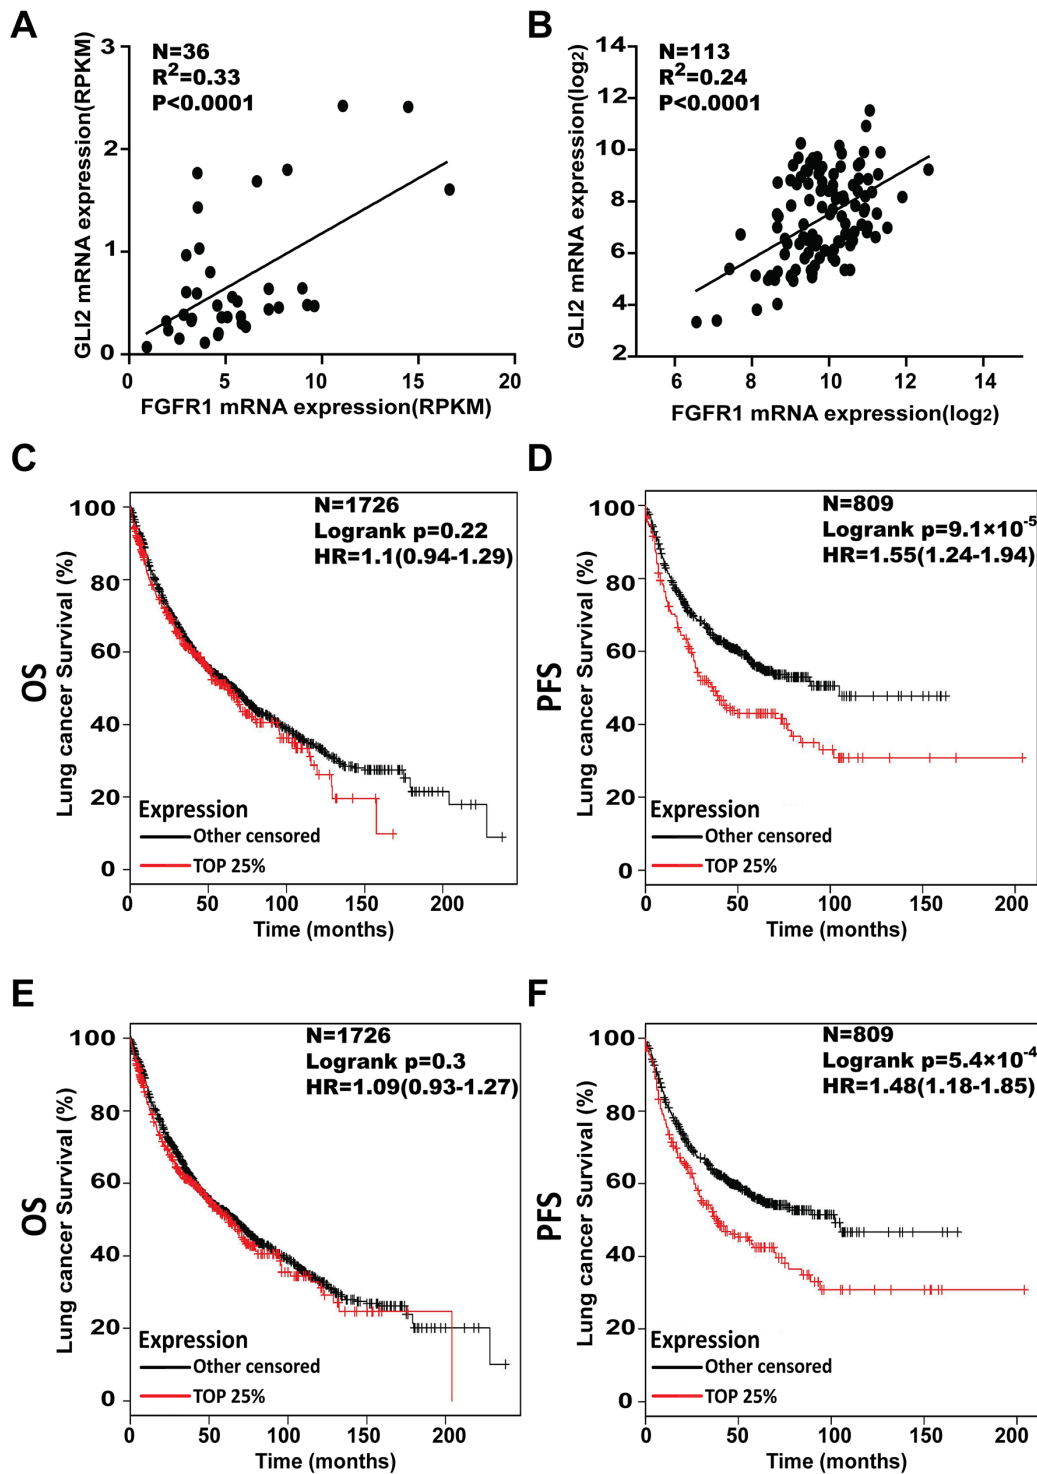 A
GLI2 mRNA expression(RPKM)
3
2
1
0
N=36
R²=0.33
P<0.0001
0 5 10 15 20
FGFR1 mRNA expression(RPKM)
B
GLI2 mRNA expression(log2)
14
12
10
8
6
4
2
N=113
R²=0.24
P<0.0001
6 8 10 12 14
FGFR1 mRNA expression(log2)
C
OS
Lung cancer Survival (%)
100
80
60
40
20
0
N=1726
Logrank p=0.22
HR=1.1(0.94-1.29)
Expression
Other censored
TOP 25%
0 50 100 150 200
Time (months)
D
PFS
Lung cancer Survival (%)
100
80
60
40
20
0
N=809
Logrank p=9.1×10⁻⁵
HR=1.55(1.24-1.94)
Expression
Other censored
TOP 25%
0 50 100 150 200
Time (months)
E
OS
Lung cancer Survival (%)
100
80
60
40
20
0
N=1726
Logrank p=0.3
HR=1.09(0.93-1.27)
Expression
Other censored
TOP 25%
0 50 100 150 200
Time (months)
F
PFS
Lung cancer Survival (%)
100
80
60
40
20
0
N=809
Logrank p=5.4×10⁻⁴
HR=1.48(1.18-1.85)
Expression
Other censored
TOP 25%
0 50 100 150 200
Time (months)